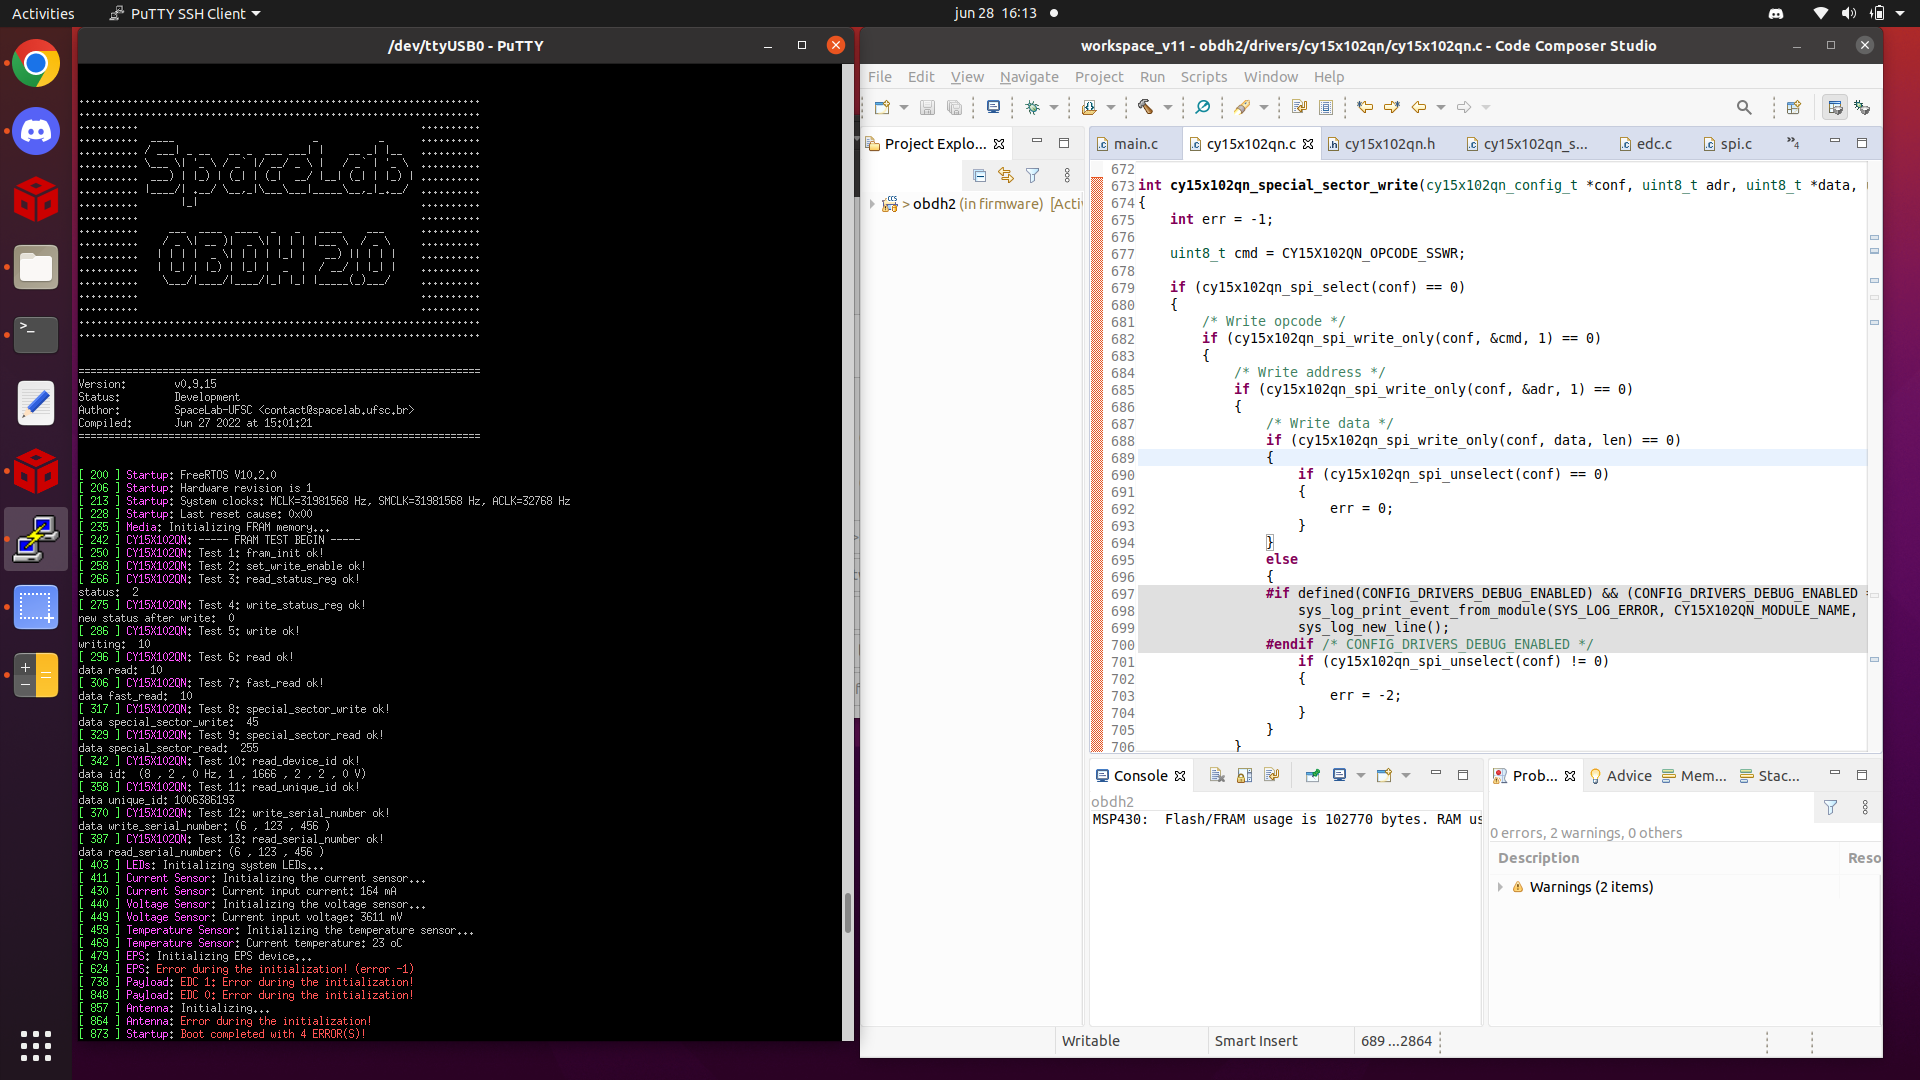 Activities
PuTTY SSH Client
jun 28 16:13
/dev/ttyUSB0 - PuTTY
SpaceLab
OBDH 2.0
Version: v0.9.15
Status: Development
Author: SpaceLab-UFSC <contact@spacelab.ufsc.br>
Compiled: Jun 27 2022 at 15:01:21
[ 200 ] Startup: FreeRTOS V10.2.0
[ 206 ] Startup: Hardware revision is 1
[ 213 ] Startup: System clocks: MCLK=31981568 Hz, SMCLK=31981568 Hz, ACLK=32768 Hz
[ 228 ] Startup: Last reset cause: 0x00
[ 235 ] Media: Initializing FRAM memory...
[ 242 ] CY15X102QN: ----- FRAM TEST BEGIN -----
[ 250 ] CY15X102QN: Test 1: fram_init ok!
[ 258 ] CY15X102QN: Test 2: set_write_enable ok!
[ 266 ] CY15X102QN: Test 3: read_status_reg ok!
status: 2
[ 275 ] CY15X102QN: Test 4: write_status_reg ok!
new status after write: 0
[ 286 ] CY15X102QN: Test 5: write ok!
writing: 10
[ 296 ] CY15X102QN: Test 6: read ok!
data read: 10
[ 306 ] CY15X102QN: Test 7: fast_read ok!
data fast_read: 10
[ 317 ] CY15X102QN: Test 8: special_sector_write ok!
data special_sector_write: 45
[ 329 ] CY15X102QN: Test 9: special_sector_read ok!
data special_sector_read: 255
[ 342 ] CY15X102QN: Test 10: read_device_id ok!
data id: (8 , 2 , 0 Hz, 1 , 1666 , 2 , 2 , 0 V)
[ 358 ] CY15X102QN: Test 11: read_unique_id ok!
data unique_id: 1006386193
[ 370 ] CY15X102QN: Test 12: write_serial_number ok!
data write_serial_number: (6 , 123 , 456 )
[ 387 ] CY15X102QN: Test 13: read_serial_number ok!
data read_serial_number: (6 , 123 , 456 )
[ 403 ] LEDs: Initializing system LEDs...
[ 411 ] Current Sensor: Initializing the current sensor...
[ 430 ] Current Sensor: Current input current: 164 mA
[ 440 ] Voltage Sensor: Initializing the voltage sensor...
[ 449 ] Voltage Sensor: Current input voltage: 3611 mV
[ 459 ] Temperature Sensor: Initializing the temperature sensor...
[ 469 ] Temperature Sensor: Current temperature: 23 oC
[ 479 ] EPS: Initializing EPS device...
[ 624 ] EPS: Error during the initialization! (error -1)
[ 738 ] Payload: EDC 1: Error during the initialization!
[ 848 ] Payload: EDC 0: Error during the initialization!
[ 857 ] Antenna: Initializing...
[ 864 ] Antenna: Error during the initialization!
[ 873 ] Startup: Boot completed with 4 ERROR(S)!
workspace_v11 - obdh2/drivers/cy15x102qn/cy15x102qn.c - Code Composer Studio
File Edit View Navigate Project Run Scripts Window Help
Project Explo...
> obdh2 (in firmware) [Activ
main.c cy15x102qn.c cy15x102qn.h cy15x102qn_s... edc.c spi.c 4
672
673 int cy15x102qn_special_sector_write(cy15x102qn_config_t *conf, uint8_t adr, uint8_t *data,
674 {
675 int err = -1;
676
677 uint8_t cmd = CY15X102QN_OPCODE_SSWR;
678
679 if (cy15x102qn_spi_select(conf) == 0)
680 {
681 /* Write opcode */
682 if (cy15x102qn_spi_write_only(conf, &cmd, 1) == 0)
683 {
684 /* Write address */
685 if (cy15x102qn_spi_write_only(conf, &adr, 1) == 0)
686 {
687 /* Write data */
688 if (cy15x102qn_spi_write_only(conf, data, len) == 0)
689 {
690 if (cy15x102qn_spi_unselect(conf) == 0)
691 {
692 err = 0;
693 }
694 }
695 else
696 {
697 #if defined(CONFIG_DRIVERS_DEBUG_ENABLED) && (CONFIG_DRIVERS_DEBUG_ENABLED =
698 sys_log_print_event_from_module(SYS_LOG_ERROR, CY15X102QN_MODULE_NAME,
699 sys_log_new_line();
700 #endif /* CONFIG_DRIVERS_DEBUG_ENABLED */
701 if (cy15x102qn_spi_unselect(conf) != 0)
702 {
703 err = -2;
704 }
705 }
706 }
Console
obdh2
MSP430: Flash/FRAM usage is 102770 bytes. RAM us
Prob... Advice Mem... Stac...
0 errors, 2 warnings, 0 others
Description Reso
Warnings (2 items)
Writable Smart Insert 689 ...2864